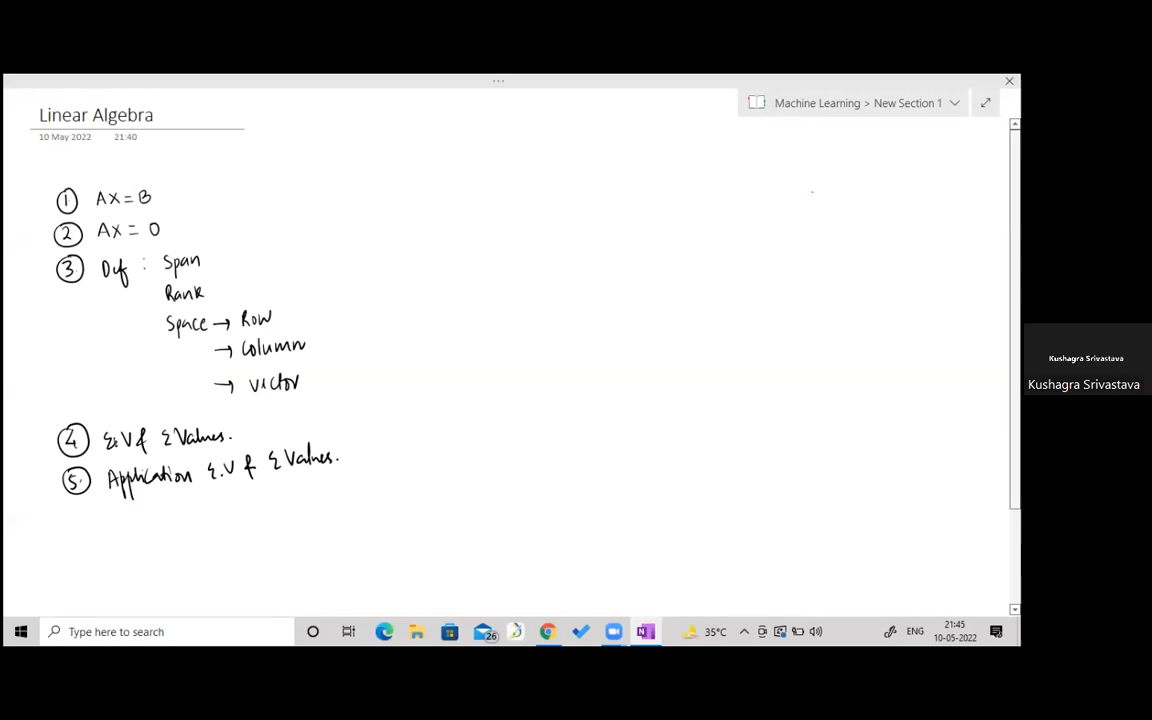 Linear Algebra
10 May 2022 21:40
Machine Learning > New Section 1
① AX = B
② AX = 0
③ Def : Span
Rank
Space → Row
→ Column
→ Vector
④ Σ.V & Σ Values.
⑤ Application Σ.V & Σ Values.
Kushagra Srivastava
Kushagra Srivastava
Type here to search
26
35°C
ENG
21:45
10-05-2022